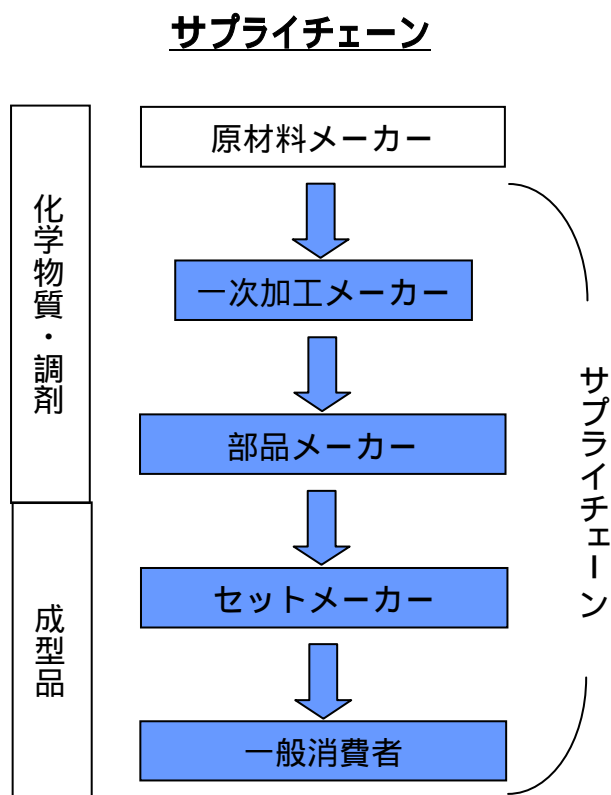 サプライチェーン
原材料メーカー
化学物質・調剤
一次加工メーカー
サプライチェーン
部品メーカー
セットメーカー
成型品
一般消費者